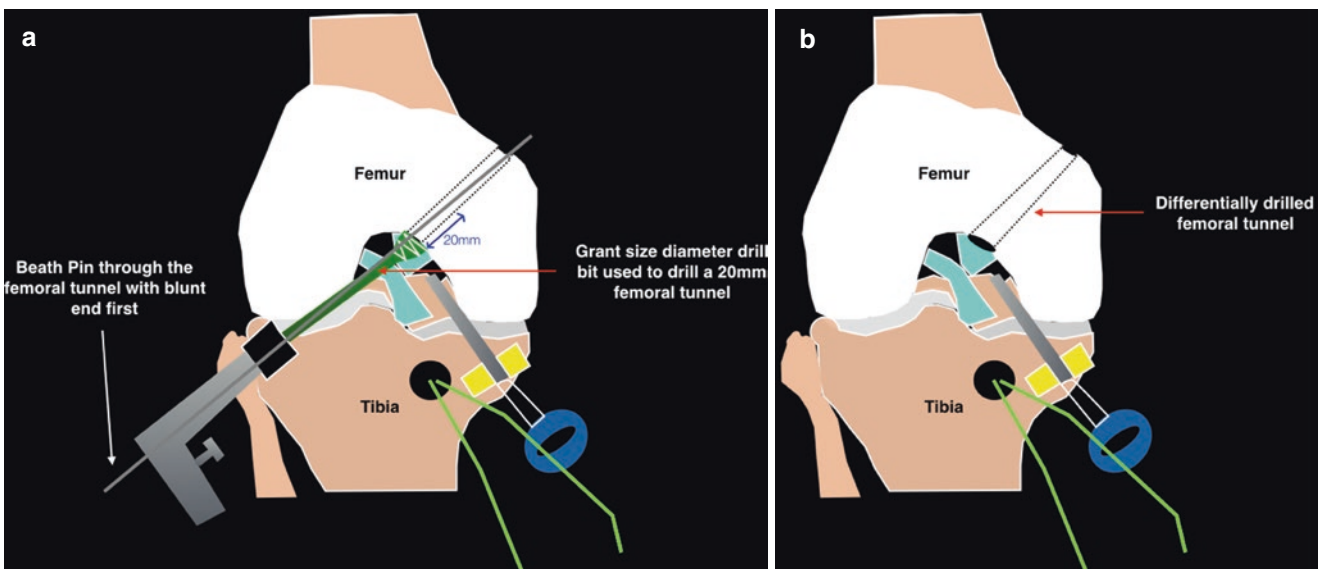 a
Femur
20mm
Beath Pin through the
femoral tunnel with blunt
end first
Grant size diameter drill
bit used to drill a 20mm
femoral tunnel
Tibia
b
Femur
Differentially drilled
femoral tunnel
Tibia